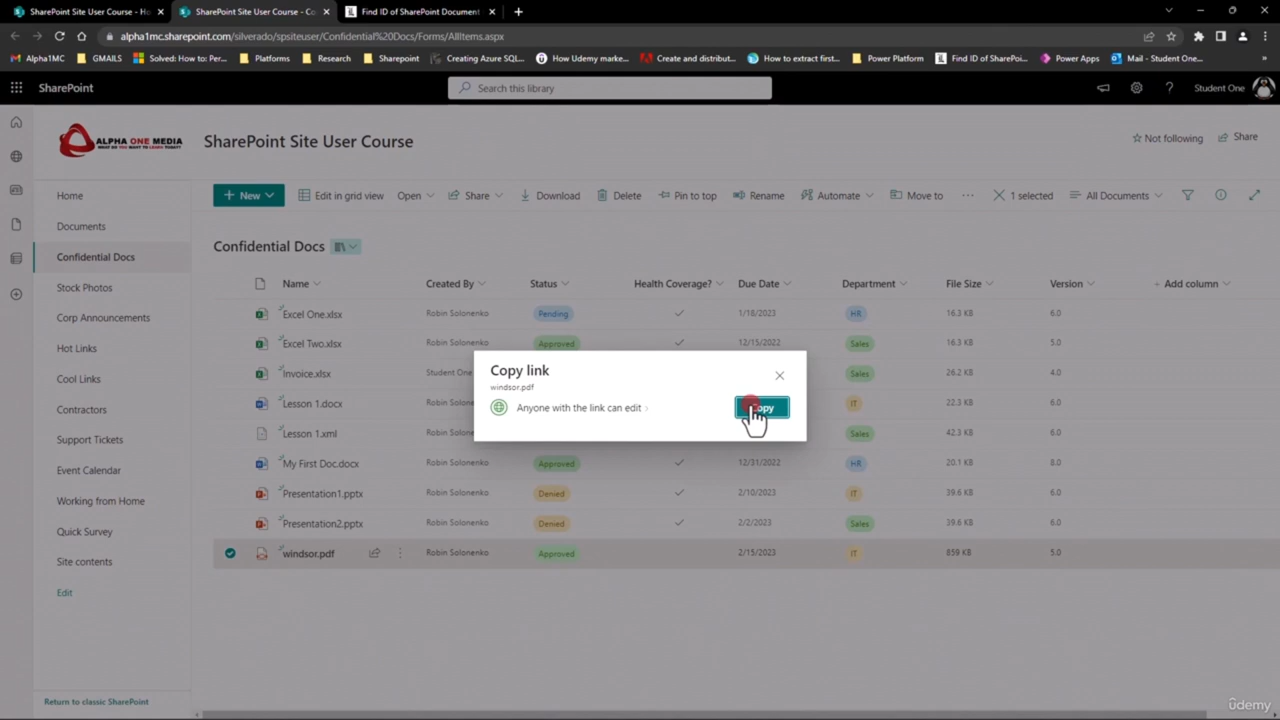 SharePoint Site User Course - Ho
SharePoint Site User Course - Co
Find ID of SharePoint Document
alpha1mc.sharepoint.com/silverado/spsiteuser/Confidential%20Docs/Forms/AllItems.aspx
Alpha1MC
GMAILS
Solved: How to: Per...
Platforms
Research
Sharepoint
Creating Azure SQL...
How Udemy marke...
Create and distribut...
How to extract first...
Power Platform
Find ID of SharePoi...
Power Apps
Mail - Student One...
»
SharePoint
Search this library
Student One
ALPHA ONE MEDIA
WHAT DO YOU WANT TO LEARN TODAY?
SharePoint Site User Course
Not following
Share
New
Edit in grid view
Open
Share
Download
Delete
Pin to top
Rename
Automate
Move to
...
1 selected
All Documents
Home
Documents
Confidential Docs
Stock Photos
Corp Announcements
Hot Links
Cool Links
Contractors
Support Tickets
Event Calendar
Working from Home
Quick Survey
Site contents
Edit
Return to classic SharePoint
Confidential Docs
Name Created By Status Health Coverage? Due Date Department File Size Version + Add column
Excel One.xlsx Robin Solonenko Pending 1/18/2023 HR 16.3 KB 6.0
Excel Two.xlsx Robin Solonenko Approved 12/15/2022 Sales 16.3 KB 5.0
Invoice.xlsx Student One Sales 26.2 KB 4.0
Lesson 1.docx Robin Solonenko IT 22.3 KB 6.0
Lesson 1.xml Robin Solonenko Sales 42.3 KB 6.0
My First Doc.docx Robin Solonenko Approved 12/31/2022 HR 20.1 KB 8.0
Presentation1.pptx Robin Solonenko Denied 2/10/2023 IT 39.6 KB 6.0
Presentation2.pptx Robin Solonenko Denied 2/2/2023 Sales 39.6 KB 6.0
windsor.pdf Robin Solonenko Approved 2/15/2023 IT 859 KB 5.0
Copy link
windsor.pdf
Anyone with the link can edit
Copy
udemy